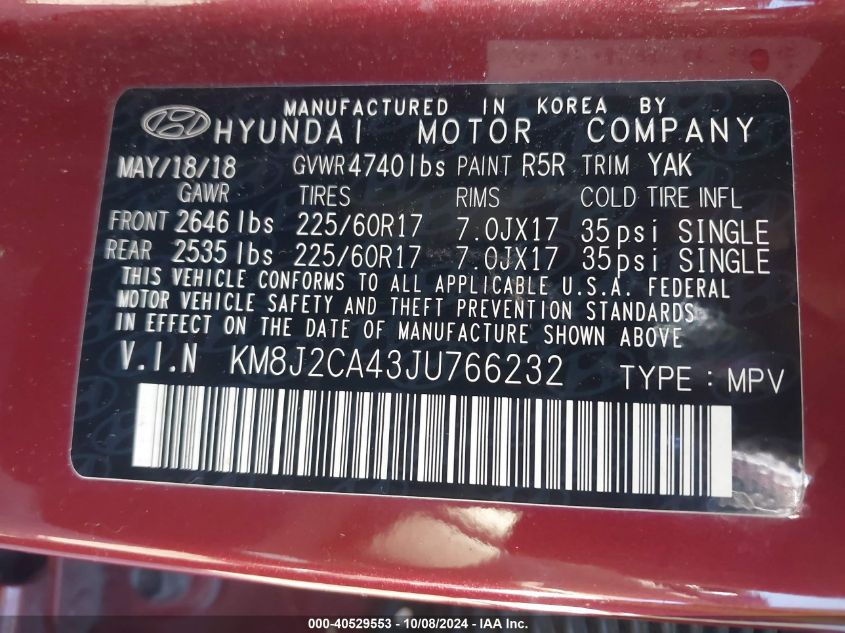 MANUFACTURED IN KOREA BY
HYUNDAI MOTOR COMPANY
MAY/18/18 GVWR 4740lbs PAINT R5R TRIM YAK
GAWR TIRES RIMS COLD TIRE INFL
FRONT 2646 lbs 225/60R17 7.0JX17 35psi SINGLE
REAR 2535 lbs 225/60R17 7.0JX17 35psi SINGLE
THIS VEHICLE CONFORMS TO ALL APPLICABLE U.S.A. FEDERAL
MOTOR VEHICLE SAFETY AND THEFT PREVENTION STANDARDS
IN EFFECT ON THE DATE OF MANUFACTURE SHOWN ABOVE
V.I.N KM8J2CA43JU766232 TYPE : MPV
000-40529553 - 10/08/2024 - IAA Inc.